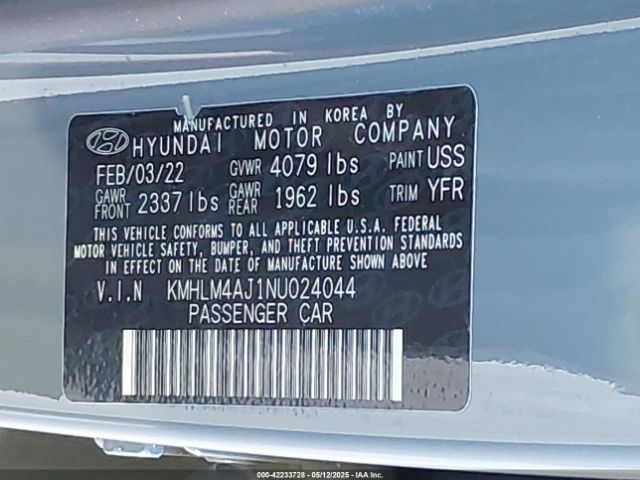 MANUFACTURED IN KOREA BY
HYUNDAI MOTOR COMPANY
FEB/03/22 GVWR 4079 lbs PAINT USS
GAWR FRONT 2337 lbs GAWR REAR 1962 lbs TRIM YFR
THIS VEHICLE CONFORMS TO ALL APPLICABLE U.S.A. FEDERAL
MOTOR VEHICLE SAFETY, BUMPER, AND THEFT PREVENTION STANDARDS
IN EFFECT ON THE DATE OF MANUFACTURE SHOWN ABOVE
V.I.N KMHLM4AJ1NU024044
PASSENGER CAR
000-42233728 - 05/12/2025 - IAA Inc.